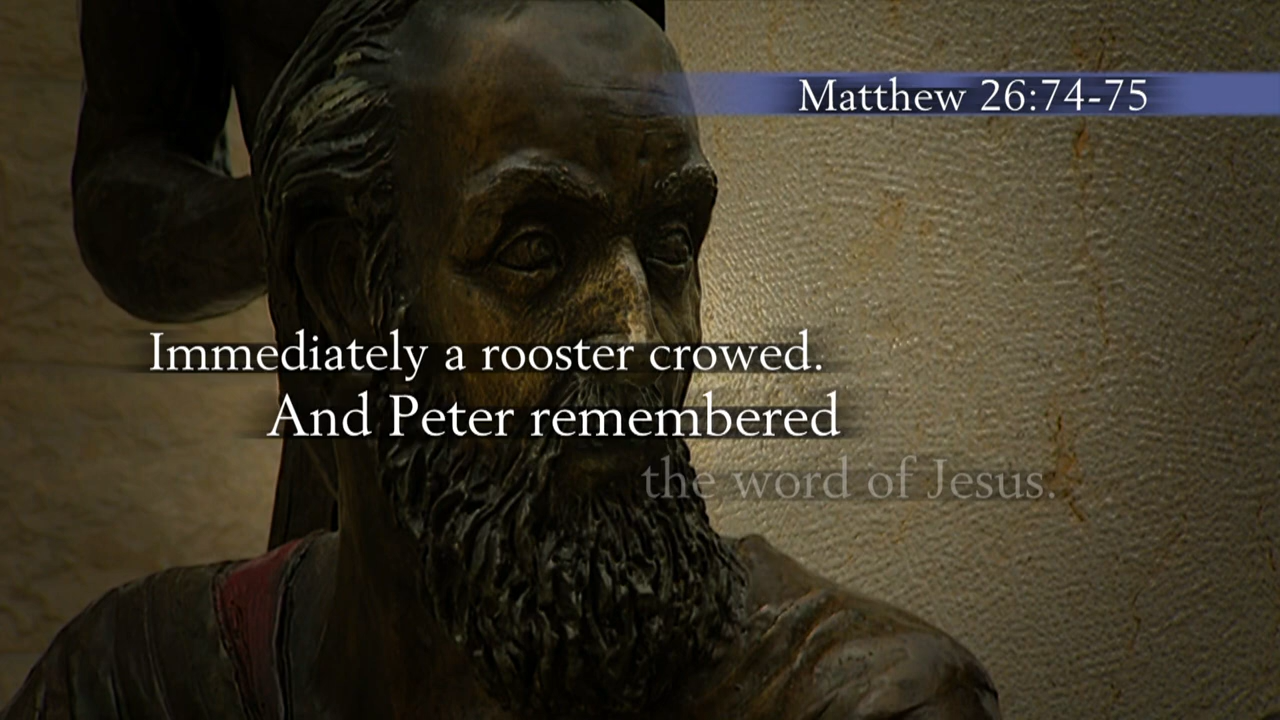 Matthew 26:74-75
Immediately a rooster crowed.
And Peter remembered
the word of Jesus.